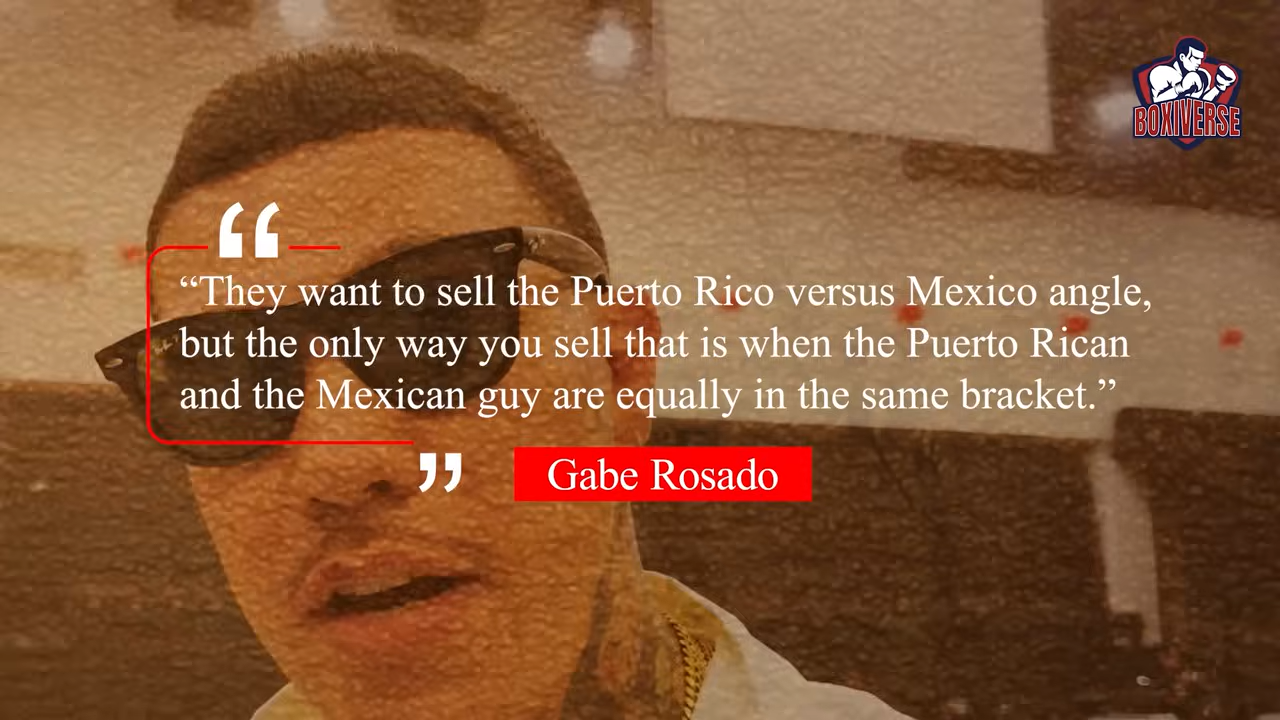 BOXIVERSE
“They want to sell the Puerto Rico versus Mexico angle,
but the only way you sell that is when the Puerto Rican
and the Mexican guy are equally in the same bracket.”
Gabe Rosado